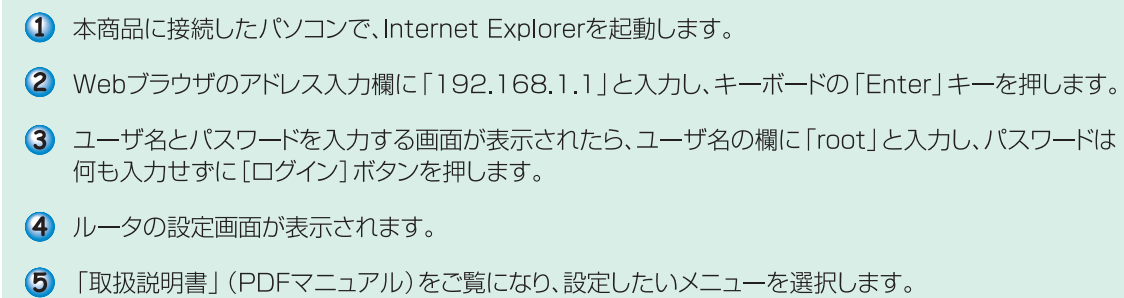 1 本商品に接続したパソコンで、Internet Explorerを起動します。
2 Webブラウザのアドレス入力欄に「192.168.1.1」と入力し、キーボードの「Enter」キーを押します。
3 ユーザ名とパスワードを入力する画面が表示されたら、ユーザ名の欄に「root」と入力し、パスワードは
何も入力せずに[ログイン]ボタンを押します。
4 ルータの設定画面が表示されます。
5 「取扱説明書」(PDFマニュアル)をご覧になり、設定したいメニューを選択します。